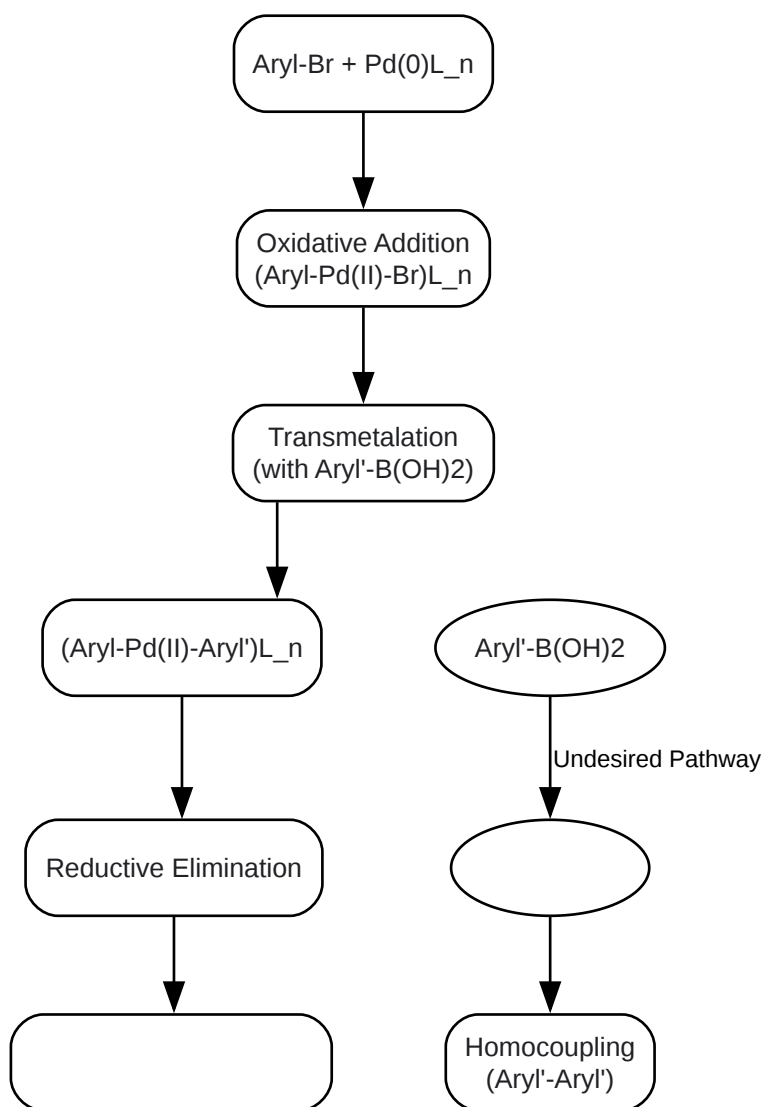 Aryl-Br + Pd(0)L_n
Oxidative Addition
(Aryl-Pd(II)-Br)L_n
Transmetalation
(with Aryl'-B(OH)2)
(Aryl-Pd(II)-Aryl')L_n
Aryl'-B(OH)2
Undesired Pathway
Reductive Elimination
Homocoupling
(Aryl'-Aryl')